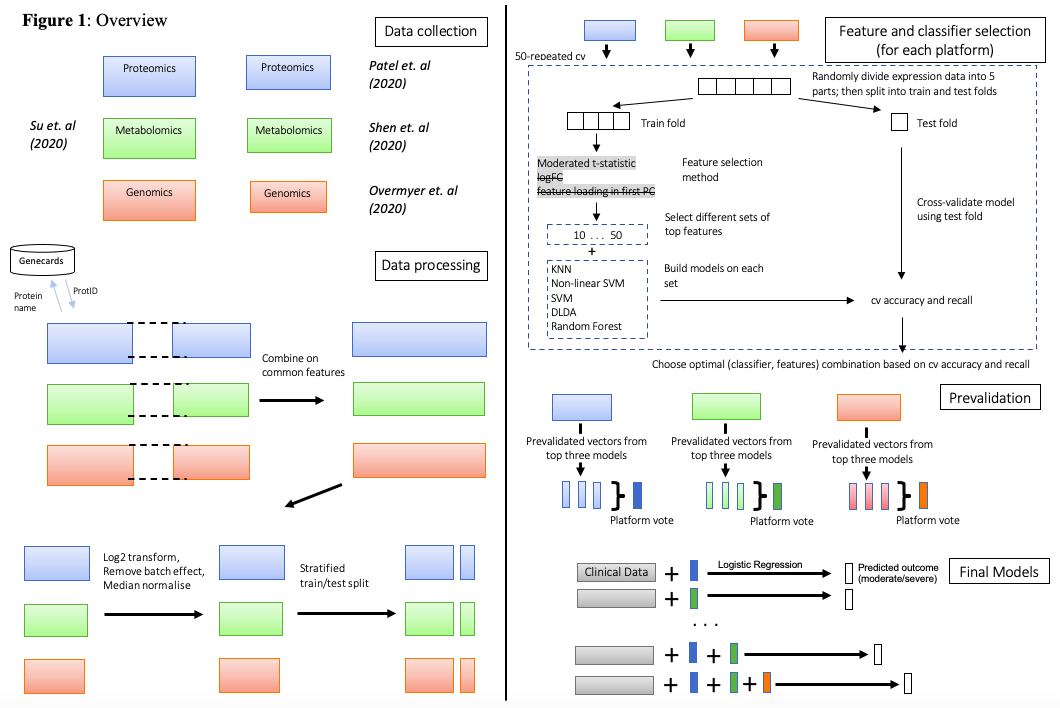 Figure 1: Overview
Data collection
Proteomics
Proteomics
Patel et. al
(2020)
Su et. al
(2020)
Metabolomics
Metabolomics
Shen et. al
(2020)
Genomics
Genomics
Overmyer et. al
(2020)
Genecards
Data processing
Protein
name
ProtID
Combine on
common features
Log2 transform,
Remove batch effect,
Median normalise
Stratified
train/test split
Feature and classifier selection
(for each platform)
50-repeated cv
Randomly divide expression data into 5
parts; then split into train and test folds
Train fold
Test fold
Moderated t-statistic
logFC
feature loading in first PC
Feature selection
method
Cross-validate model
using test fold
Select different sets of
top features
10 . . . 50
+
KNN
Non-linear SVM
SVM
DLDA
Random Forest
Build models on each
set
cv accuracy and recall
Choose optimal (classifier, features) combination based on cv accuracy and recall
Prevalidation
Prevalidated vectors from
top three models
Prevalidated vectors from
top three models
Prevalidated vectors from
top three models
}
}
}
Platform vote
Platform vote
Platform vote
Final Models
Clinical Data
+
Logistic Regression
Predicted outcome
(moderate/severe)
+
. . .
+ +
+ + +